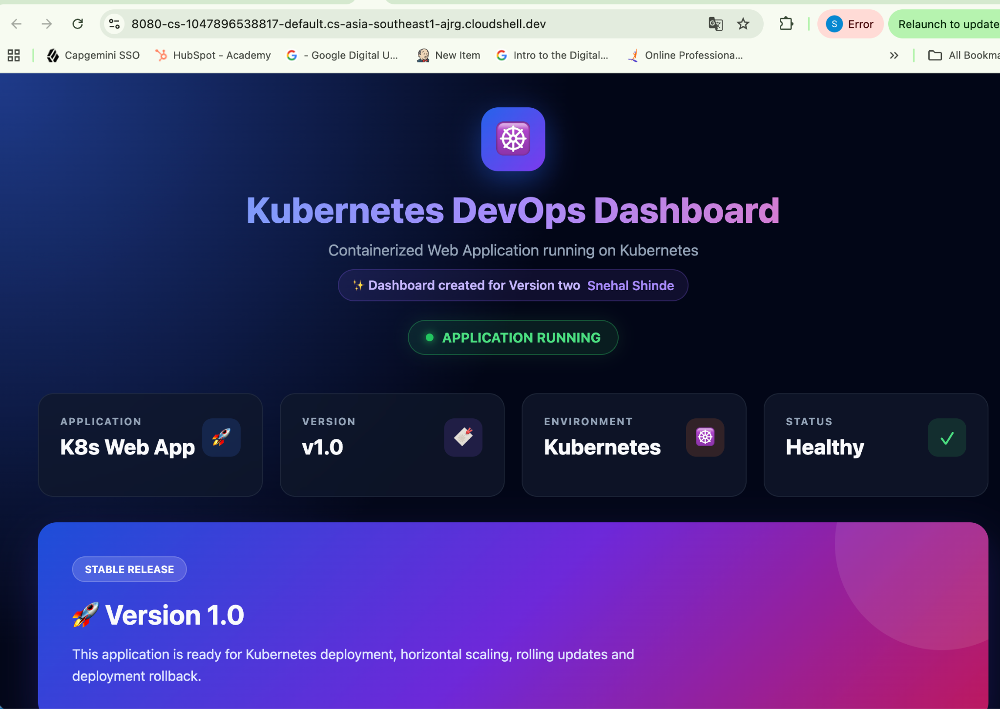 8080-cs-1047896538817-default.cs-asia-southeast1-ajrg.cloudshell.dev
S Error
Relaunch to update
Capgemini SSO
HubSpot - Academy
- Google Digital U...
New Item
Intro to the Digital...
Online Professiona...
All Bookma
Kubernetes DevOps Dashboard
Containerized Web Application running on Kubernetes
✨ Dashboard created for Version two Snehal Shinde
APPLICATION RUNNING
APPLICATION
K8s Web App
VERSION
v1.0
ENVIRONMENT
Kubernetes
STATUS
Healthy
STABLE RELEASE
🚀 Version 1.0
This application is ready for Kubernetes deployment, horizontal scaling, rolling updates and
deployment rollback.